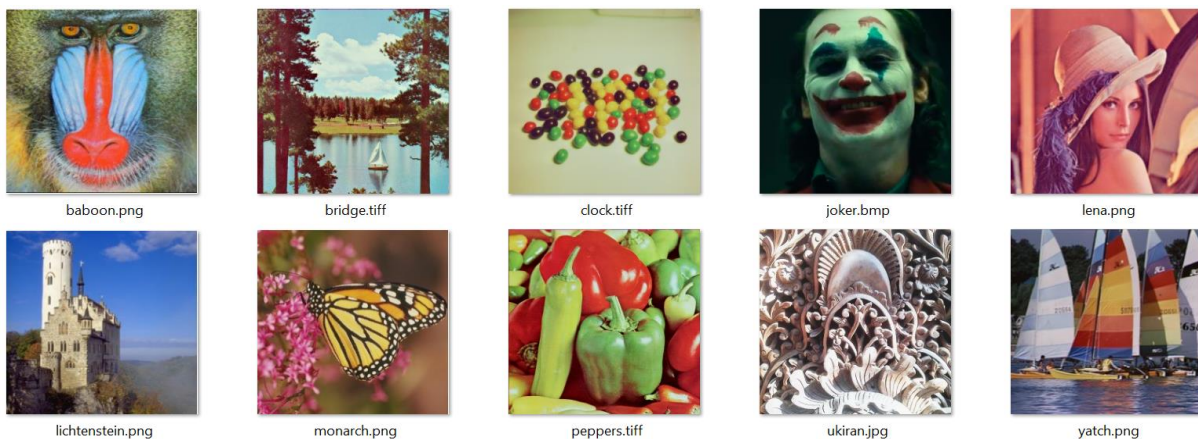 baboon.png
bridge.tiff
clock.tiff
joker.bmp
lena.png
lichtenstein.png
monarch.png
peppers.tiff
ukiran.jpg
yatch.png